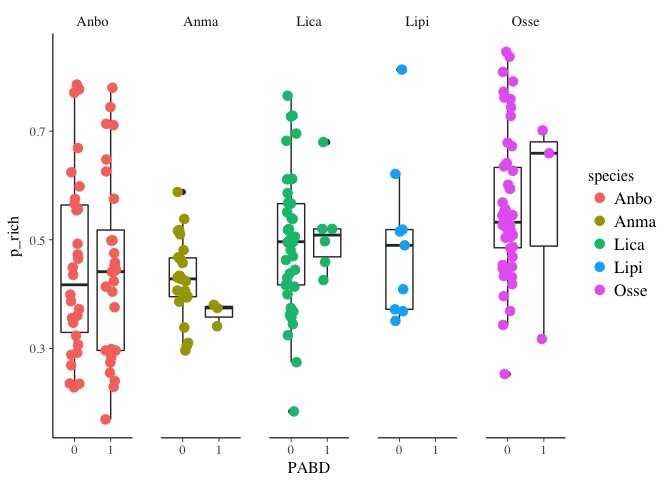 Anbo Anma Lica Lipi Osse
0.7
0.5
0.3
p_rich
0 1 0 1 0 1 0 1 0 1
PABD
species
Anbo
Anma
Lica
Lipi
Osse